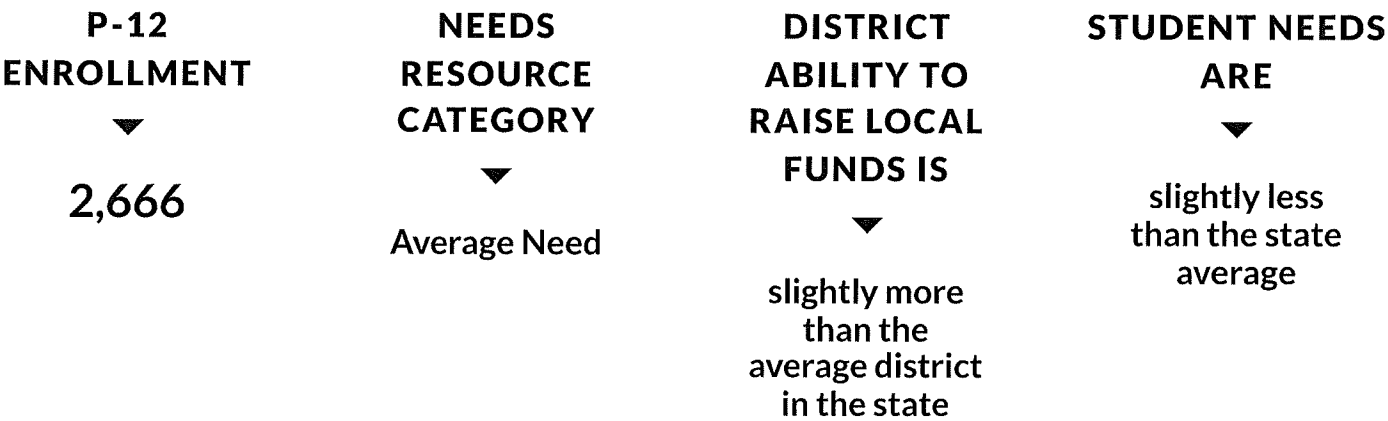 P-12
ENROLLMENT
2,666
NEEDS
RESOURCE
CATEGORY
Average Need
DISTRICT
ABILITY TO
RAISE LOCAL
FUNDS IS
slightly more
than the
average district
in the state
STUDENT NEEDS
ARE
slightly less
than the state
average